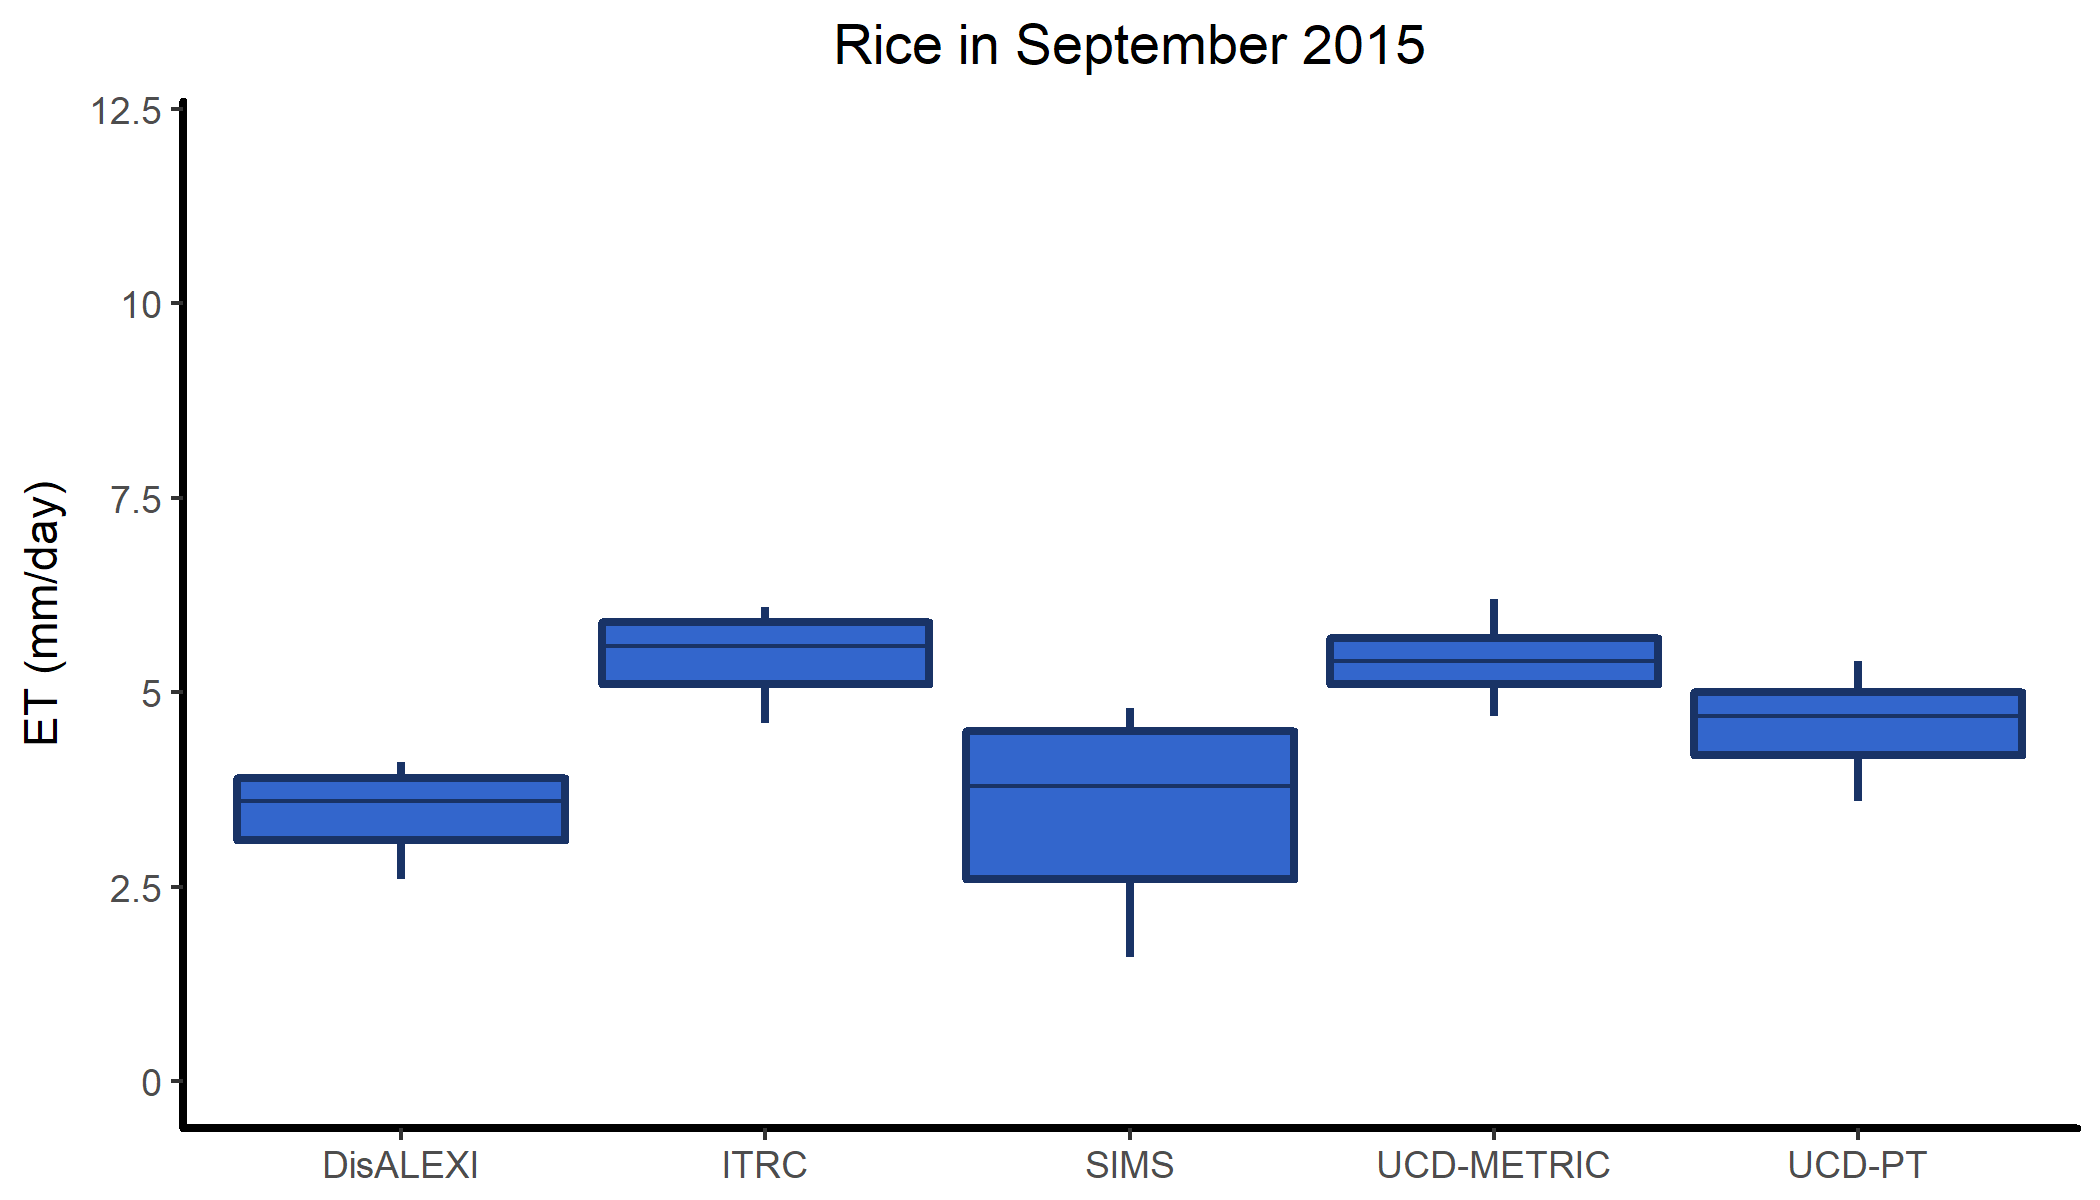 Rice in September 2015
ET (mm/day)
12.5
10
7.5
5
2.5
0
DisALEXI
ITRC
SIMS
UCD-METRIC
UCD-PT